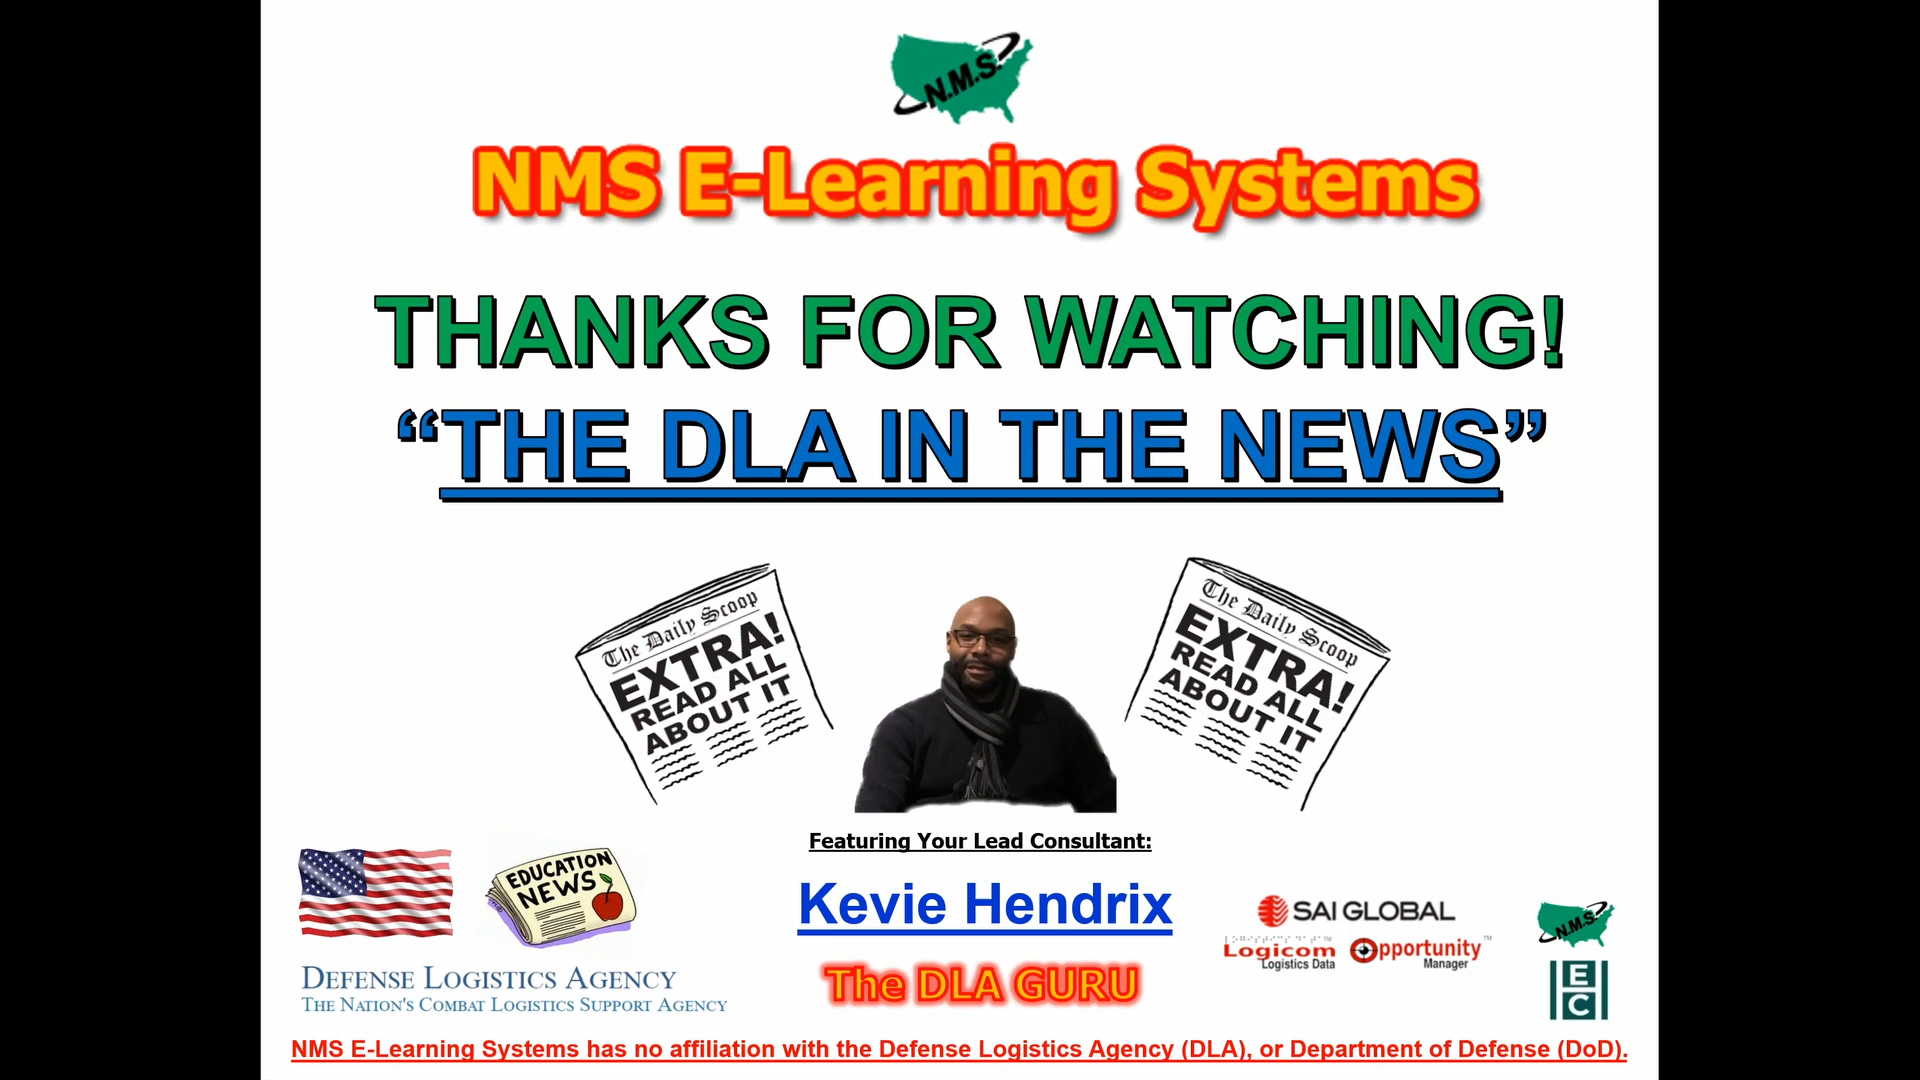 N.M.S.
NMS E-Learning Systems
THANKS FOR WATCHING!
“THE DLA IN THE NEWS”
The Daily Scoop
EXTRA!
READ ALL
ABOUT IT
The Daily Scoop
EXTRA!
READ ALL
ABOUT IT
Featuring Your Lead Consultant:
Kevie Hendrix
The DLA GURU
EDUCATION
NEWS
DEFENSE LOGISTICS AGENCY
THE NATION'S COMBAT LOGISTICS SUPPORT AGENCY
SAI GLOBAL
Logicom
Logistics Data
Opportunity™
Manager
N.M.S.
E
C
NMS E-Learning Systems has no affiliation with the Defense Logistics Agency (DLA), or Department of Defense (DoD).